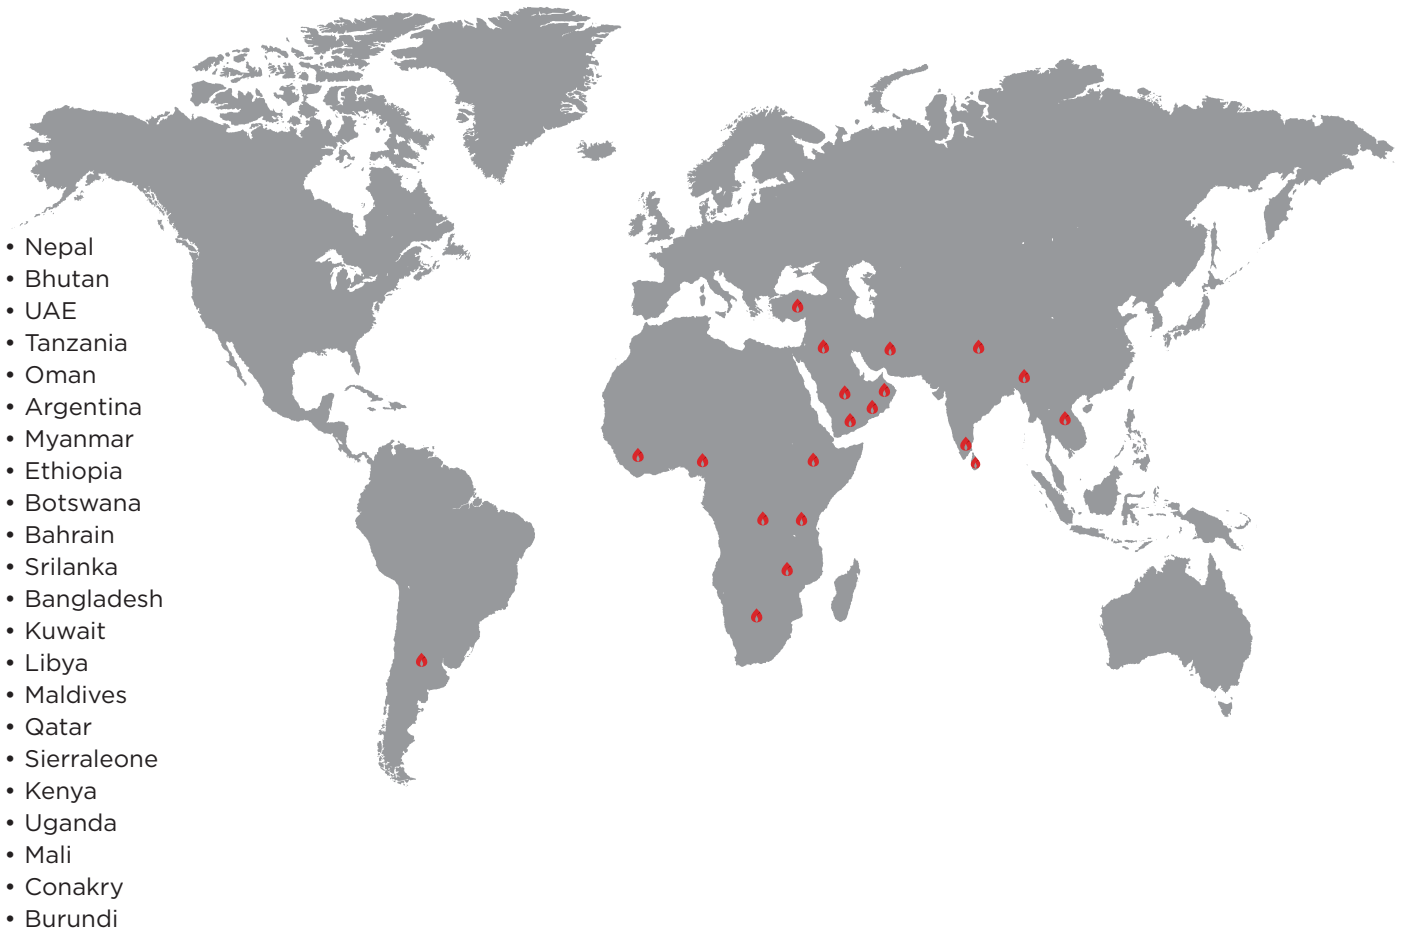 • Nepal
• Bhutan
• UAE
• Tanzania
• Oman
• Argentina
• Myanmar
• Ethiopia
• Botswana
• Bahrain
• Srilanka
• Bangladesh
• Kuwait
• Libya
• Maldives
• Qatar
• Sierraleone
• Kenya
• Uganda
• Mali
• Conakry
• Burundi